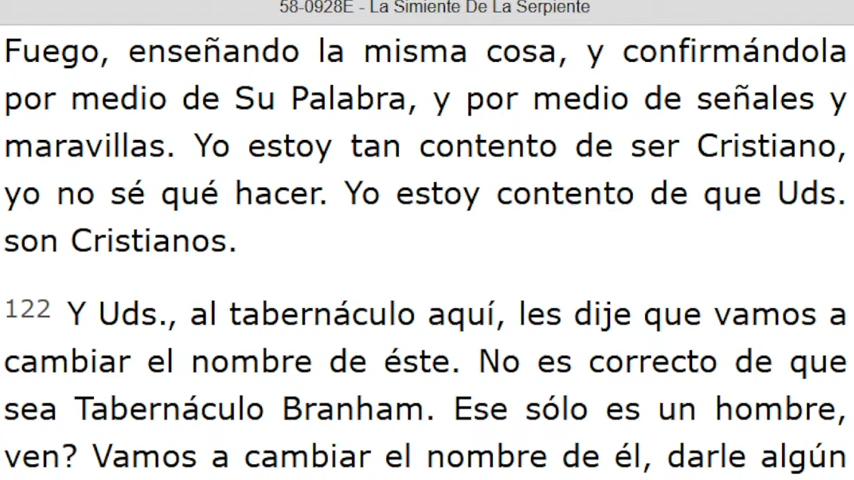 58-0928E - La Simiente De La Serpiente
Fuego, enseñando la misma cosa, y confirmándola
por medio de Su Palabra, y por medio de señales y
maravillas. Yo estoy tan contento de ser Cristiano,
yo no sé qué hacer. Yo estoy contento de que Uds.
son Cristianos.
122 Y Uds., al tabernáculo aquí, les dije que vamos a
cambiar el nombre de éste. No es correcto de que
sea Tabernáculo Branham. Ese sólo es un hombre,
ven? Vamos a cambiar el nombre de él, darle algún